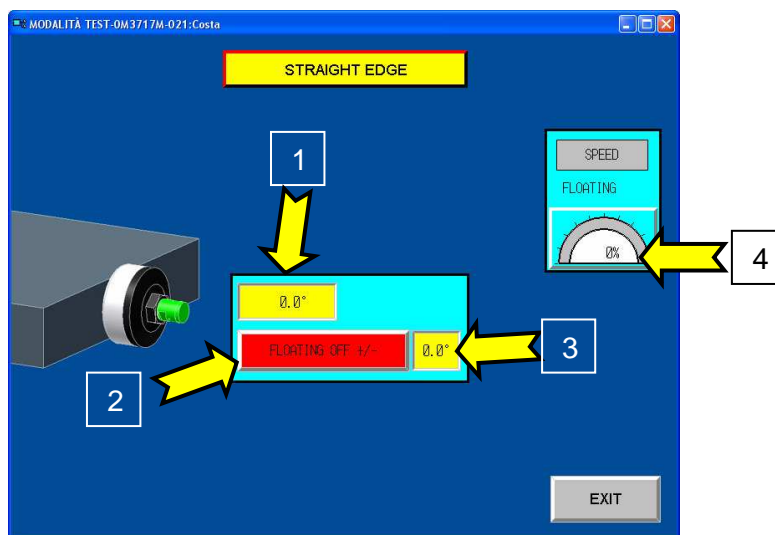 MODALITÀ TEST-0M3717M-021:Costa
STRAIGHT EDGE
1
SPEED
FLOATING
0%
4
0.0°
FLOATING OFF +/-
0.0°
3
2
EXIT